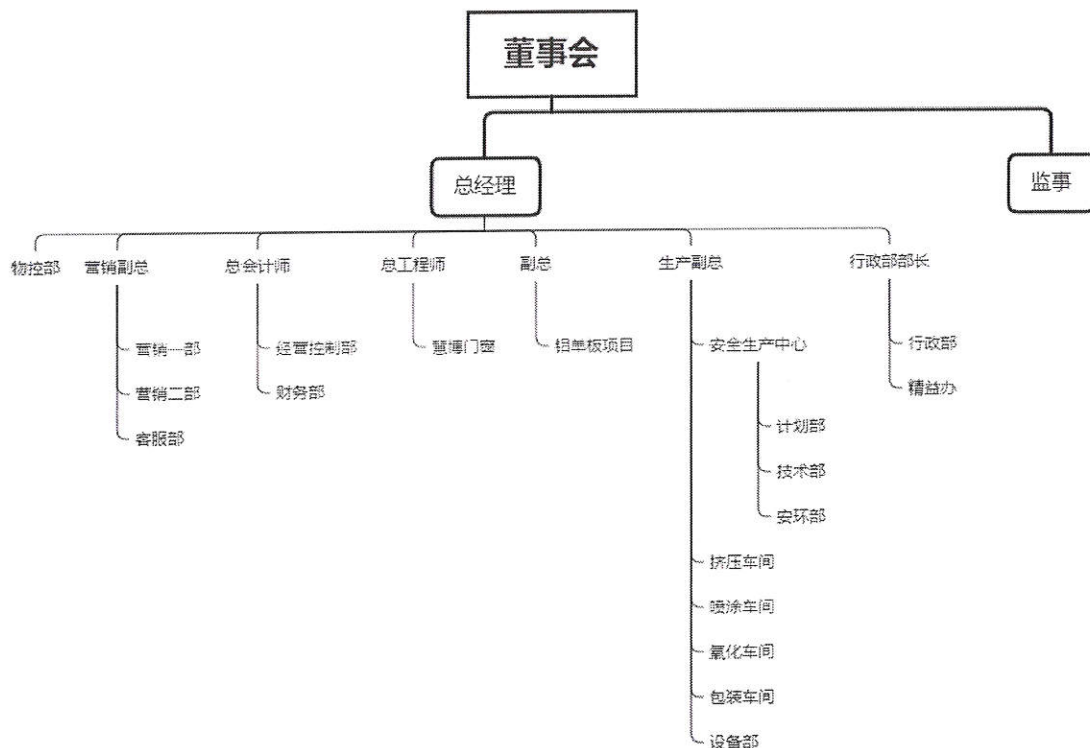 董事会
总经理
监事
物控部
营销副总
总会计师
总工程师
副总
生产副总
行政部部长
营销一部
营销二部
客服部
经营控制部
财务部
慧博门窗
铝单板项目
安全生产中心
计划部
技术部
安环部
挤压车间
喷涂车间
氧化车间
包装车间
设备部
行政部
精益办